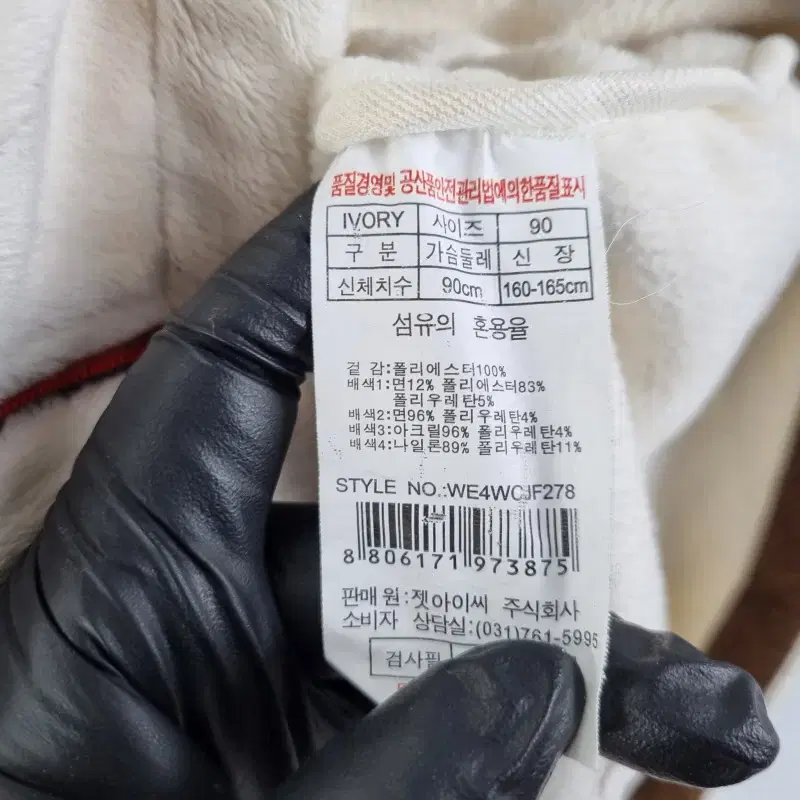 품질경영및 공산품안전관리법에의한품질표시
IVORY 사이즈 90
구 분 가슴둘레 신 장
신체치수 90cm 160-165cm
섬유의 혼용율
겉 감:폴리에스터100%
배색1:면12% 폴리에스터83%
폴리우레탄5%
배색2:면96% 폴리우레탄4%
배색3:아크릴96% 폴리우레탄4%
배색4:나일론89% 폴리우레탄11%
STYLE NO.:WE4WCJF278
8 806171 973875
판매원:젯아이씨 주식회사
소비자 상담실:(031)761-5995
검사필